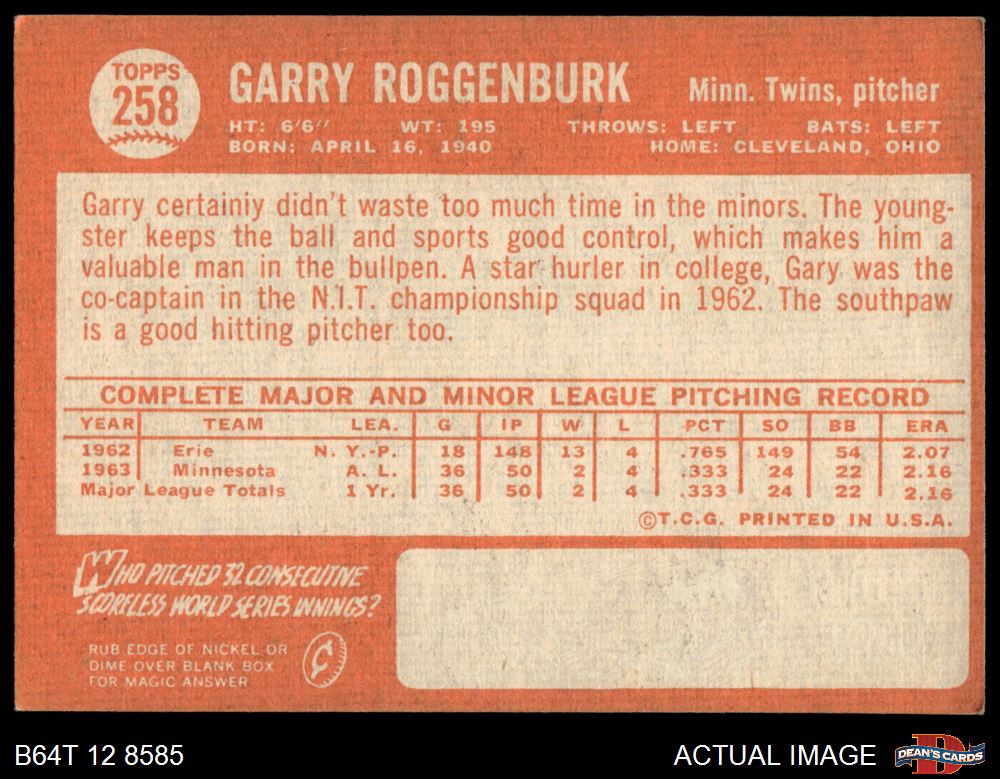 TOPPS
258
GARRY ROGGENBURK
Minn. Twins, pitcher
HT: 6'6" WT: 195 THROWS: LEFT BATS: LEFT
BORN: APRIL 16, 1940 HOME: CLEVELAND, OHIO
Garry certainiy didn't waste too much time in the minors. The young-
ster keeps the ball and sports good control, which makes him a
valuable man in the bullpen. A star hurler in college, Gary was the
co-captain in the N.I.T. championship squad in 1962. The southpaw
is a good hitting pitcher too.
COMPLETE MAJOR AND MINOR LEAGUE PITCHING RECORD
YEAR TEAM LEA. G IP W L PCT SO BB ERA
1962 Erie N. Y.-P. 18 148 13 4 .765 149 54 2.07
1963 Minnesota A. L. 36 50 2 4 .333 24 22 2.16
Major League Totals 1 Yr. 36 50 2 4 .333 24 22 2.16
©T.C.G. PRINTED IN U.S.A.
WHO PITCHED 32 CONSECUTIVE
SCORELESS WORLD SERIES INNINGS?
RUB EDGE OF NICKEL OR
DIME OVER BLANK BOX
FOR MAGIC ANSWER
¢
B64T 12 8585
ACTUAL IMAGE
D
DEAN'S CARDS